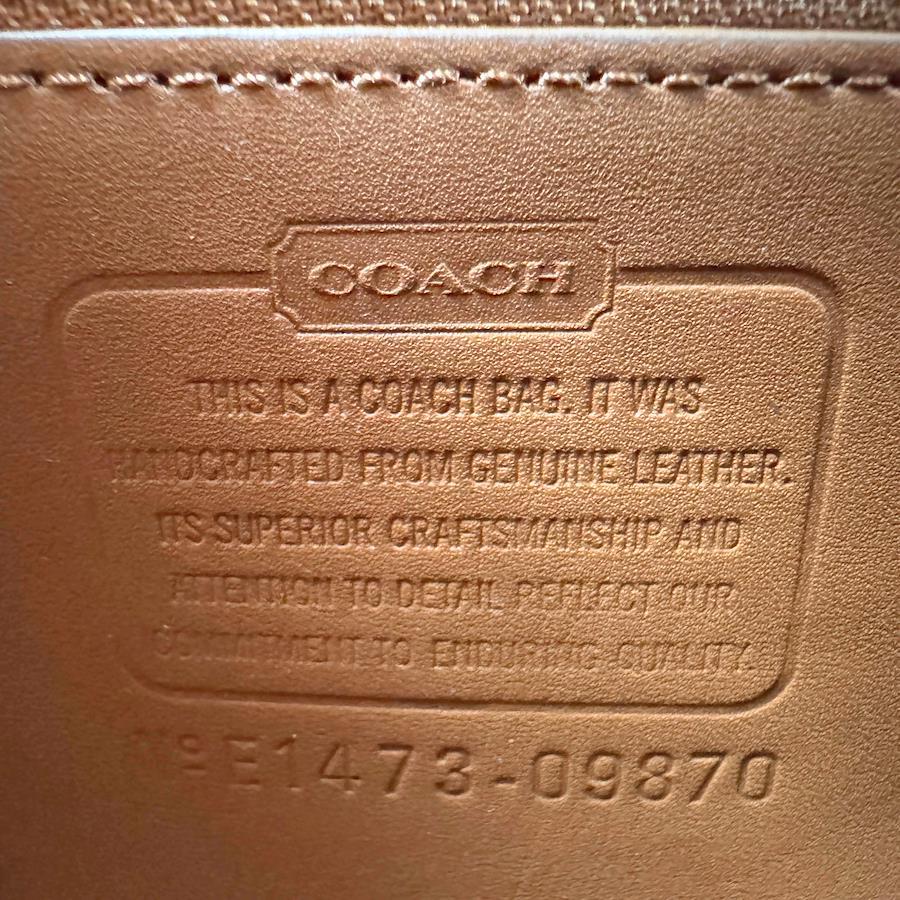 COACH
THIS IS A COACH BAG. IT WAS
HANDCRAFTED FROM GENUINE LEATHER.
ITS SUPERIOR CRAFTSMANSHIP AND
ATTENTION TO DETAIL REFLECT OUR
COMMITMENT TO ENDURING QUALITY.
Nº E1473-09870